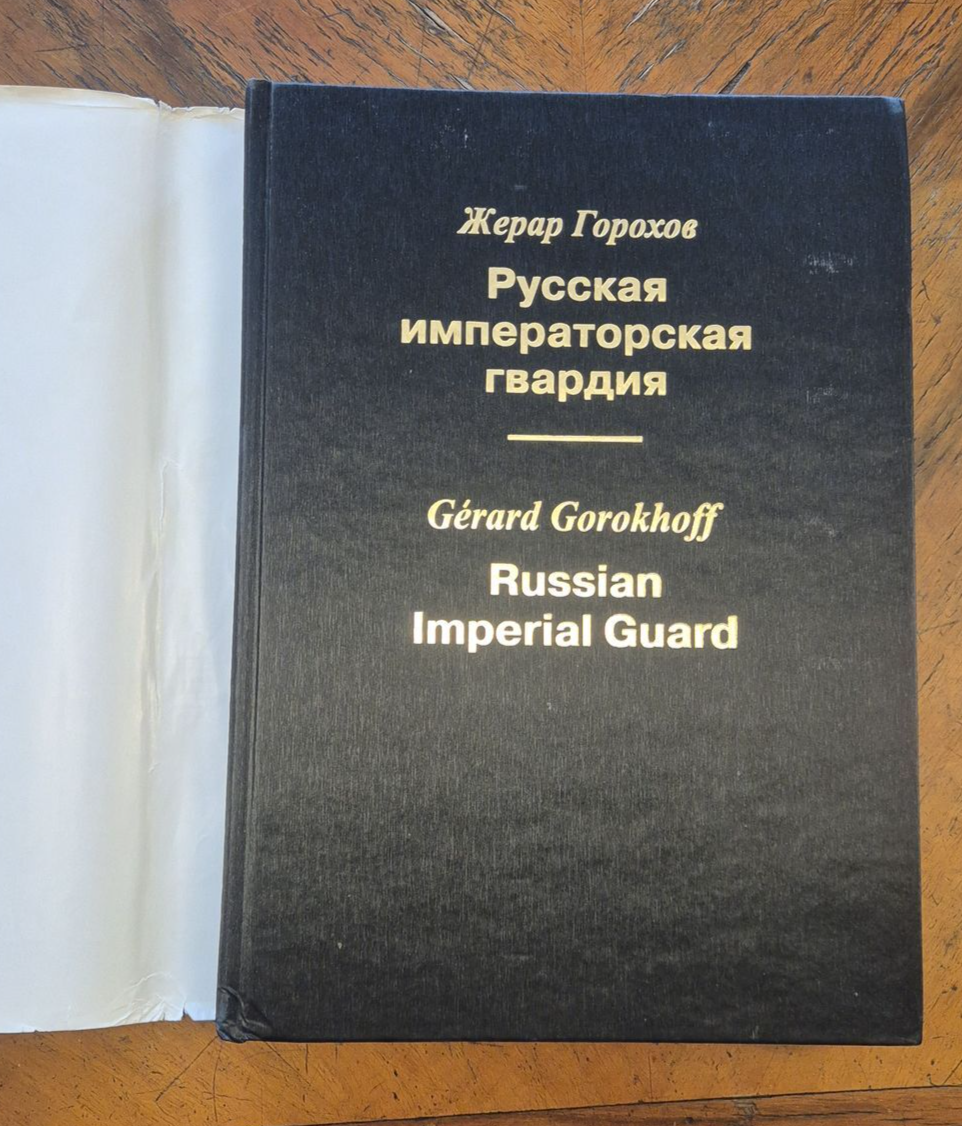 Жерар Горохов
Русская
императорская
гвардия
Gérard Gorokhoff
Russian
Imperial Guard